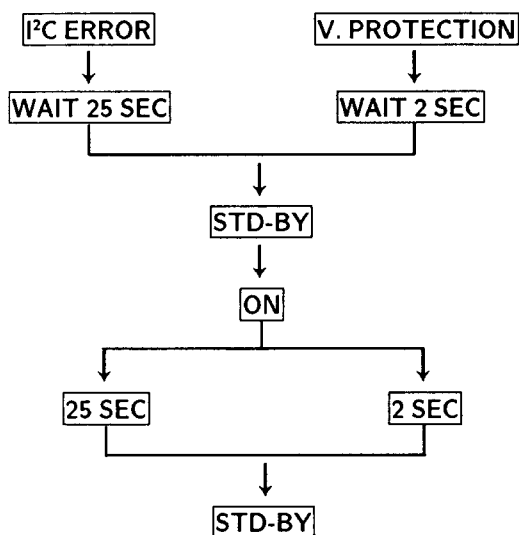 I²C ERROR
V. PROTECTION
WAIT 25 SEC
WAIT 2 SEC
STD-BY
ON
25 SEC
2 SEC
STD-BY